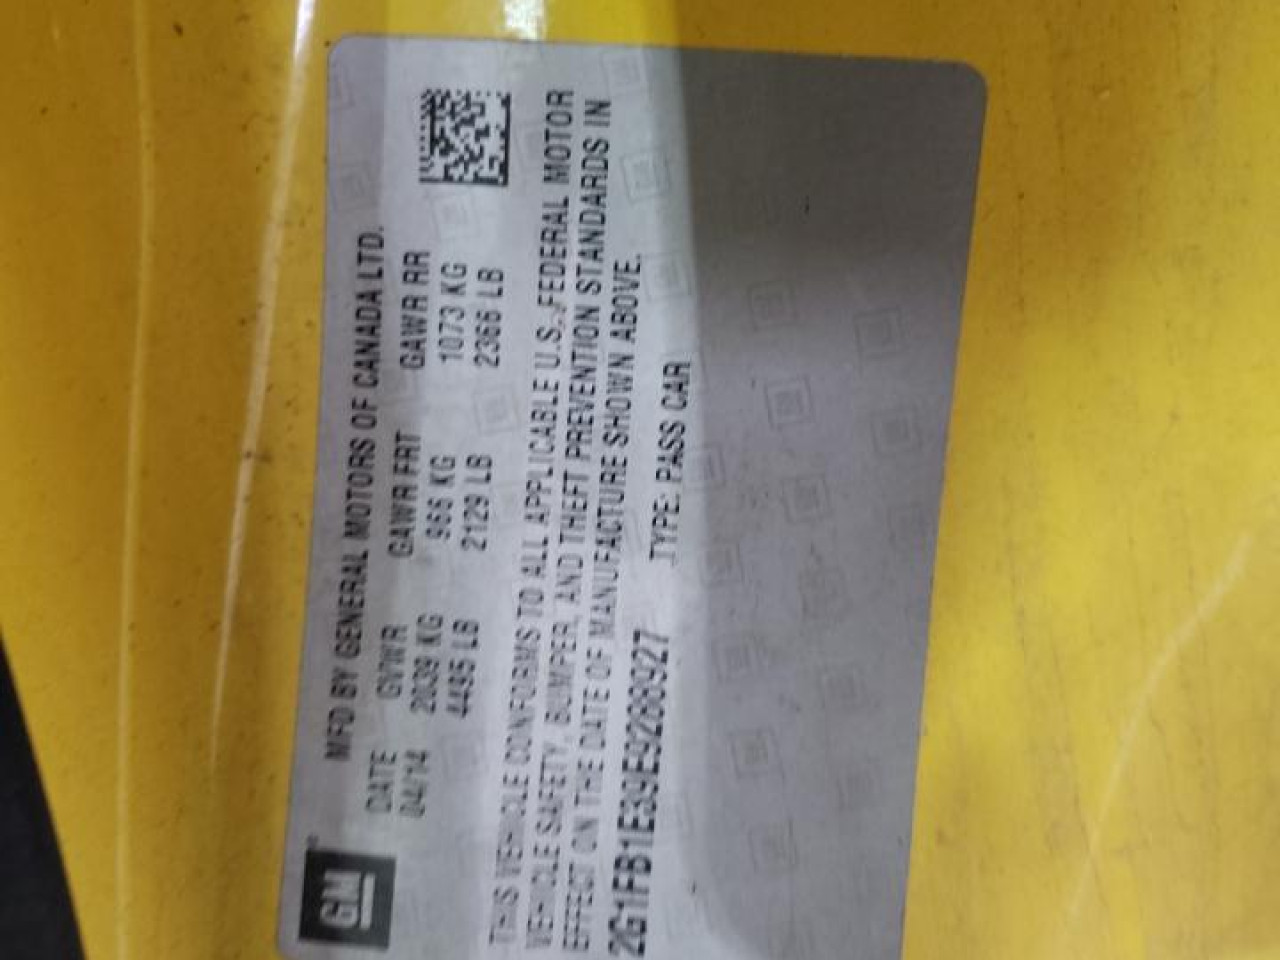 GM
MFD BY GENERAL MOTORS OF CANADA LTD.
DATE GVWR GAWR FRT GAWR RR
04/14 2039 KG 966 KG 1073 KG
4495 LB 2129 LB 2366 LB
THIS VEHICLE CONFORMS TO ALL APPLICABLE U.S. FEDERAL MOTOR
VEHICLE SAFETY, BUMPER, AND THEFT PREVENTION STANDARDS IN
EFFECT ON THE DATE OF MANUFACTURE SHOWN ABOVE.
2G1FB1E39E9288927 TYPE: PASS CAR